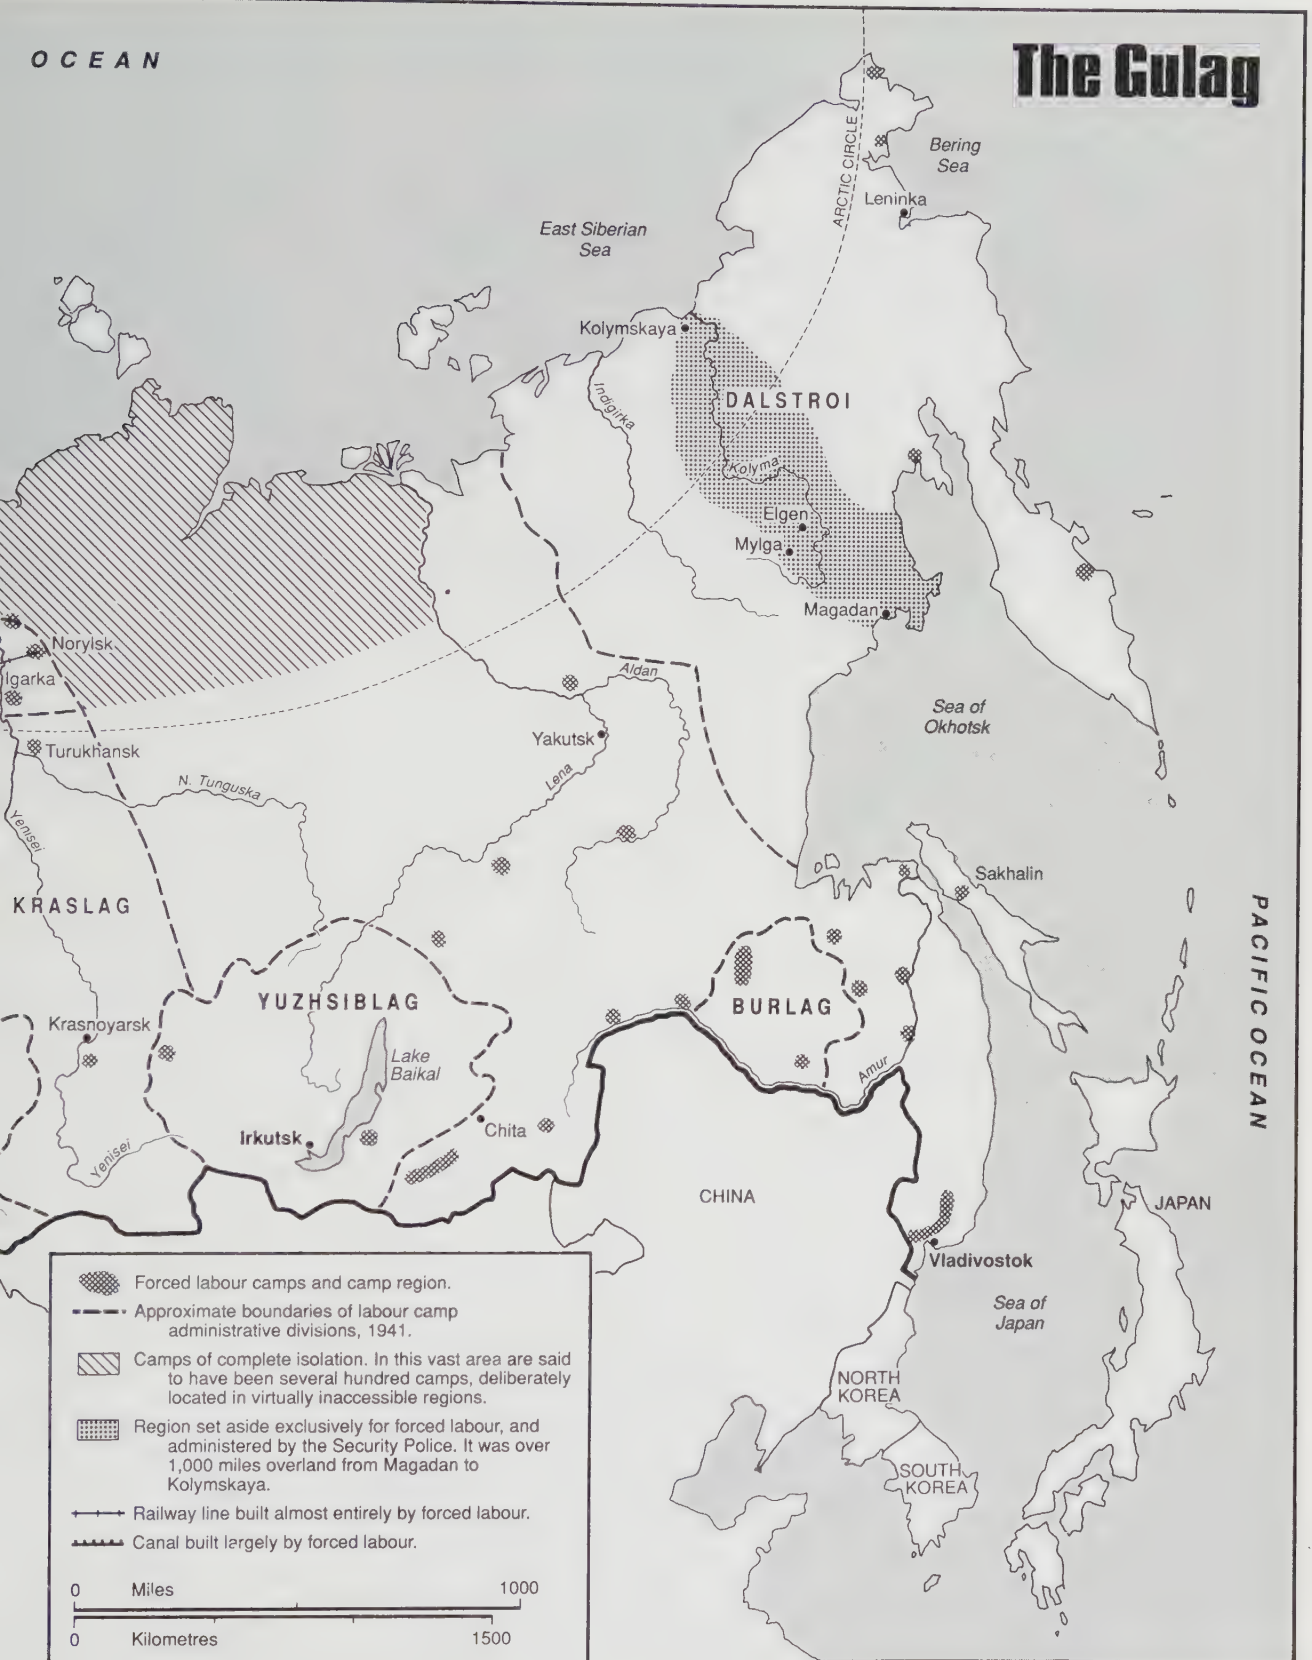 OCEAN
The Gulag
Bering
Sea
ARCTIC CIRCLE
Leninka
East Siberian
Sea
Kolymskaya
Indigirka
DALSTROI
Kolyma
Elgen
Mylga
Magadan
Norylsk
Igarka
Aldan
Sea of
Okhotsk
Yakutsk
Turukhansk
Lena
N. Tunguska
Yenisei
Sakhalin
KRASLAG
PACIFIC OCEAN
YUZHSIBLAG
BURLAG
Krasnoyarsk
Lake
Baikal
Amur
Irkutsk
Chita
Yenisei
CHINA
JAPAN
Vladivostok
Sea of
Japan
NORTH
KOREA
SOUTH
KOREA
Forced labour camps and camp region.
Approximate boundaries of labour camp
administrative divisions, 1941.
Camps of complete isolation. In this vast area are said
to have been several hundred camps, deliberately
located in virtually inaccessible regions.
Region set aside exclusively for forced labour, and
administered by the Security Police. It was over
1,000 miles overland from Magadan to
Kolymskaya.
Railway line built almost entirely by forced labour.
Canal built largely by forced labour.
0 Miles 1000
0 Kilometres 1500